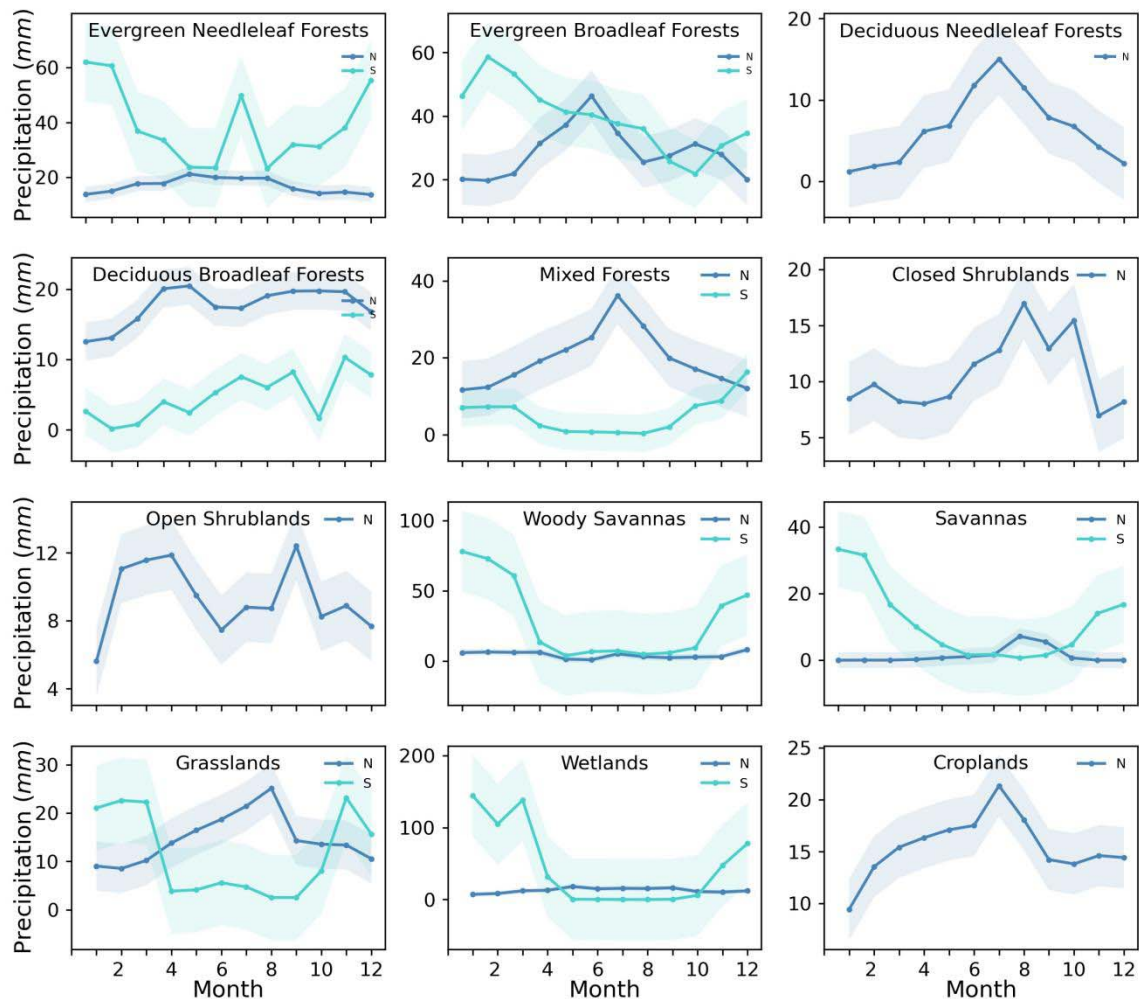 Evergreen Needleleaf Forests
N
S
60
40
20
Precipitation (mm)
Evergreen Broadleaf Forests
N
S
60
40
20
Deciduous Needleleaf Forests
N
20
10
0
Deciduous Broadleaf Forests
N
S
20
10
0
Precipitation (mm)
Mixed Forests
N
S
40
20
0
Closed Shrublands
N
20
15
10
5
Open Shrublands
N
12
8
4
Precipitation (mm)
Woody Savannas
N
S
100
50
0
Savannas
N
S
40
20
0
Grasslands
N
S
30
20
10
0
Precipitation (mm)
2 4 6 8 10 12
Month
Wetlands
N
S
200
100
0
2 4 6 8 10 12
Month
Croplands
N
25
20
15
10
2 4 6 8 10 12
Month